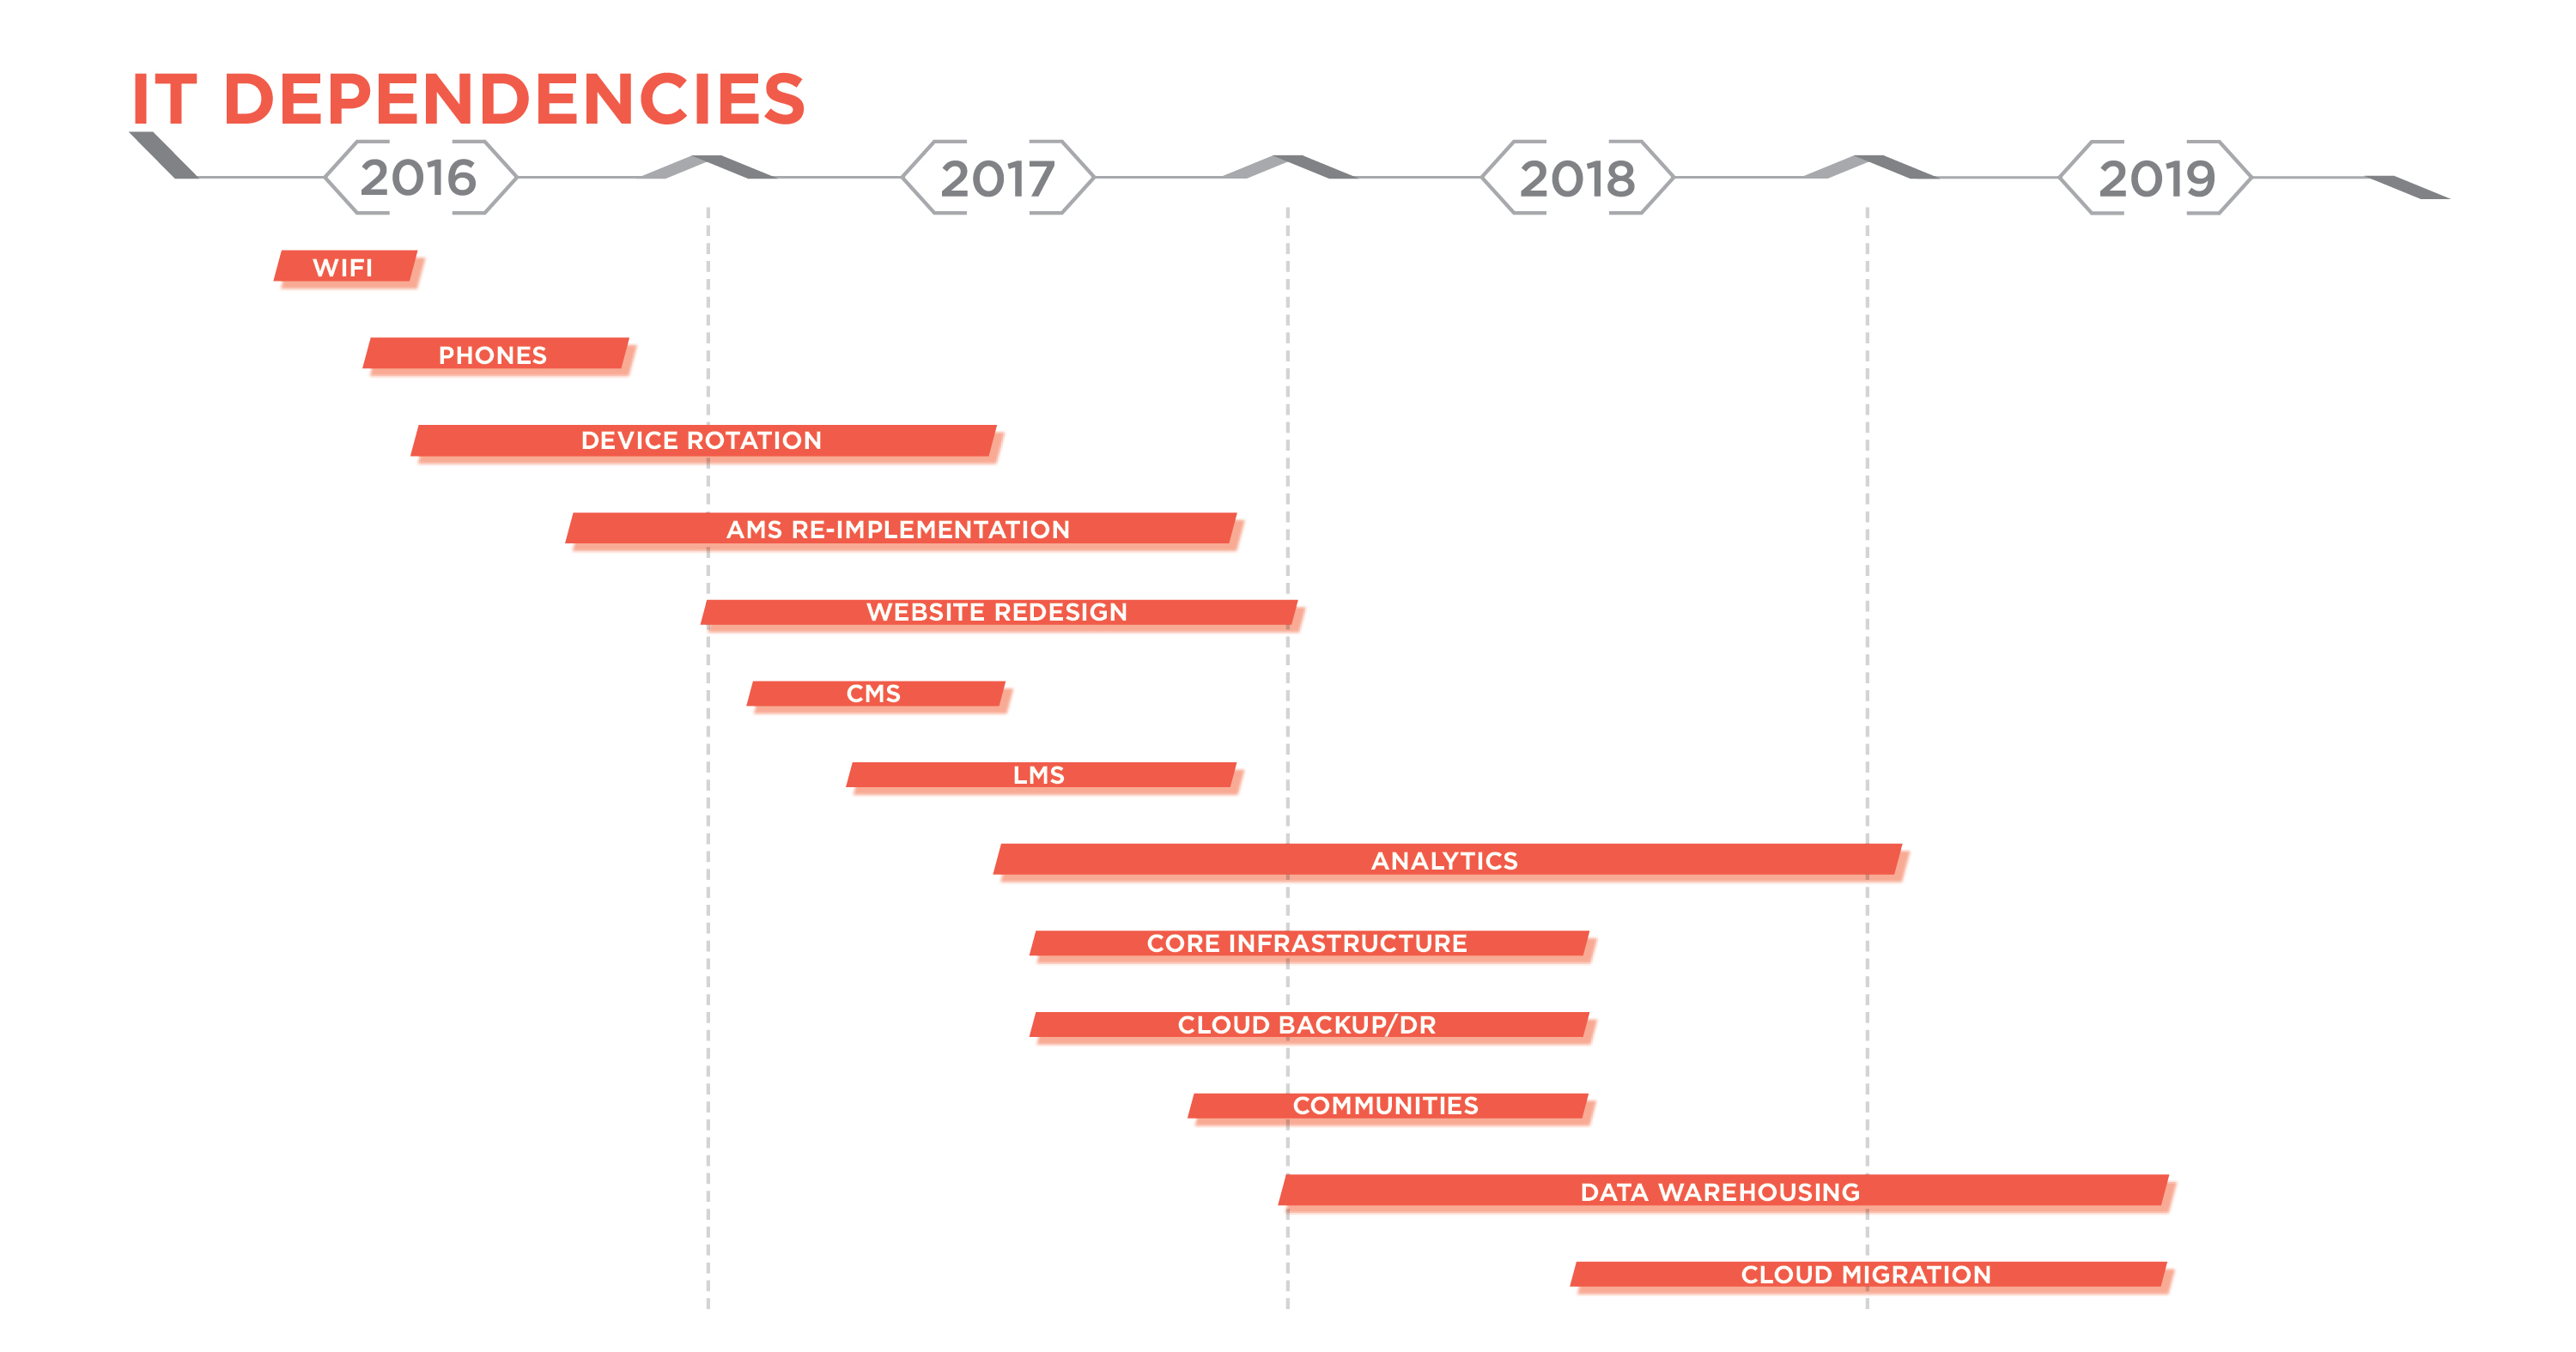 IT DEPENDENCIES
2016 2017 2018 2019
WIFI
PHONES
DEVICE ROTATION
AMS RE-IMPLEMENTATION
WEBSITE REDESIGN
CMS
LMS
ANALYTICS
CORE INFRASTRUCTURE
CLOUD BACKUP/DR
COMMUNITIES
DATA WAREHOUSING
CLOUD MIGRATION